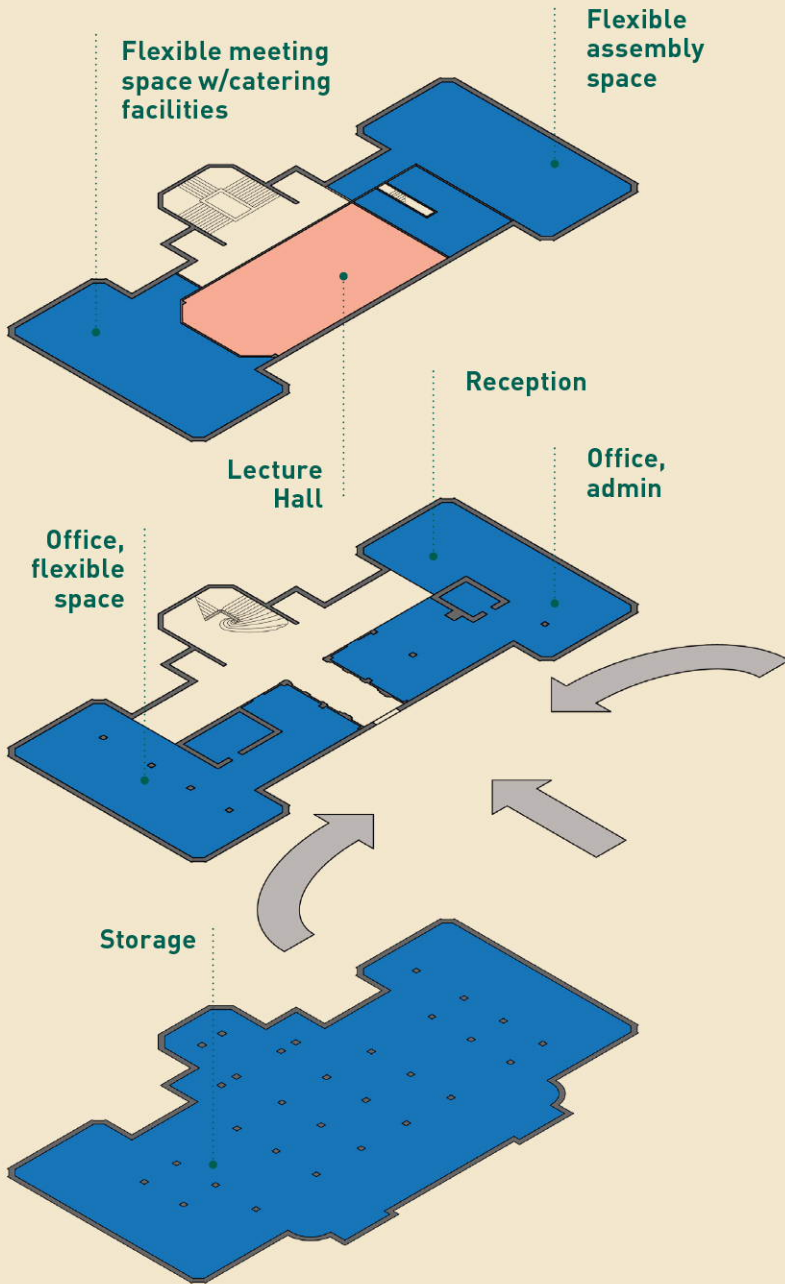 Flexible meeting
space w/catering
facilities
Flexible
assembly
space
Lecture
Hall
Reception
Office,
admin
Office,
flexible
space
Storage